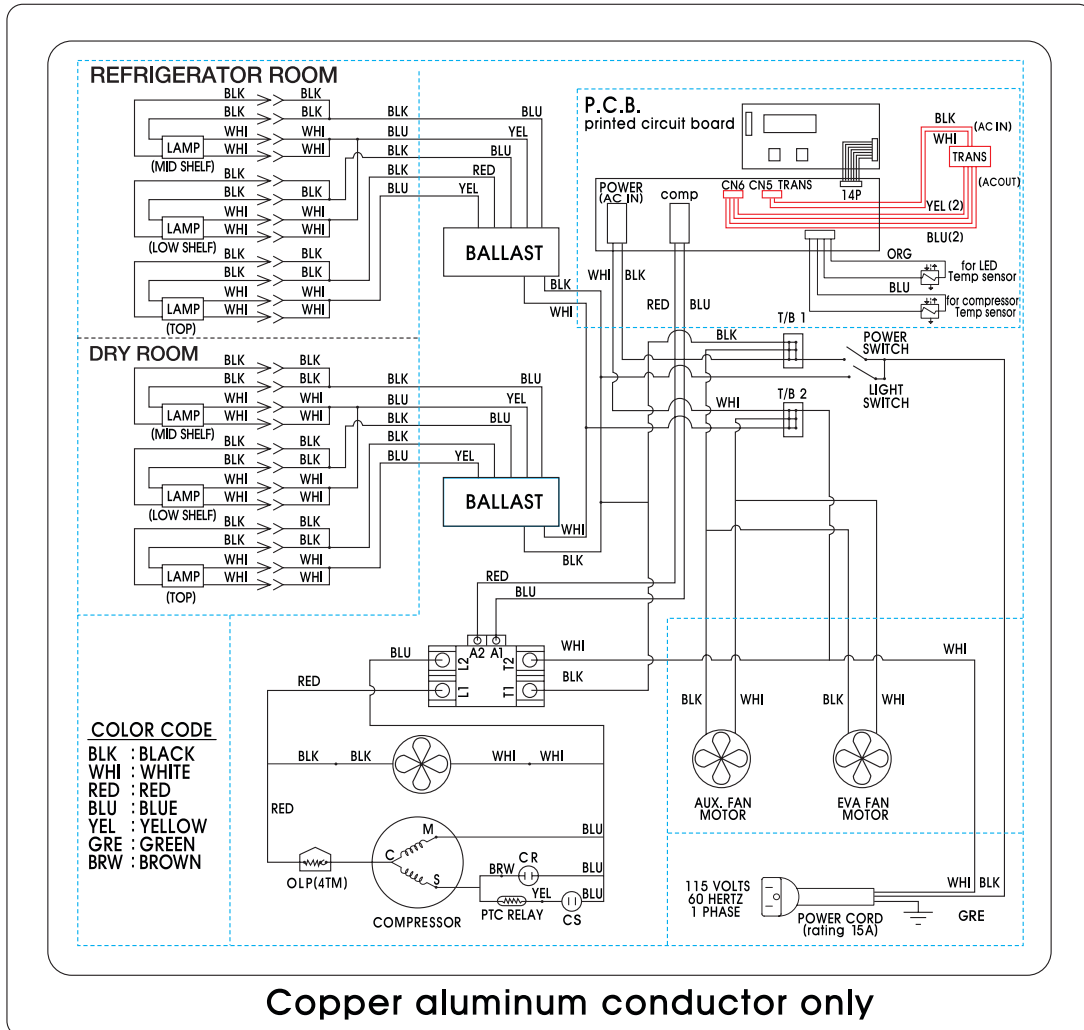 REFRIGERATOR ROOM
BLK BLK
BLK BLK
WHI WHI
LAMP WHI WHI
(MID SHELF)
BLK BLK
BLK BLK
WHI WHI
LAMP WHI WHI
(LOW SHELF)
BLK BLK
BLK BLK
WHI WHI
LAMP WHI WHI
(TOP)
BLK BLU
BLU YEL
BLK BLU
BLK RED
BLU YEL
BALLAST
BLK
WHI
DRY ROOM
BLK BLK
BLK BLK
WHI WHI
LAMP WHI WHI
(MID SHELF)
BLK BLK
BLK BLK
WHI WHI
LAMP WHI WHI
(LOW SHELF)
BLK BLK
BLK BLK
WHI WHI
LAMP WHI WHI
(TOP)
BLK BLU
BLU YEL
BLK BLU
BLK
BLU YEL
BALLAST
WHI
BLK
P.C.B.
printed circuit board
14P
BLK (AC IN)
WHI
TRANS
(ACOUT)
YEL (2)
BLU(2)
POWER
(AC IN)
comp
CN6 CN5 TRANS
WHI BLK
RED BLU
ORG
for LED
Temp sensor
BLU
for compressor
Temp sensor
BLK
T/B 1
POWER
SWITCH
LIGHT
SWITCH
WHI
T/B 2
RED
BLU
A2 A1
L2 T2
L1 T1
BLU
RED
WHI
BLK
WHI
BLK BLK
WHI WHI
RED
M
C
S
BLU
OLP(4TM)
COMPRESSOR
BRW CR BLU
YEL BLU
PTC RELAY
CS
BLK WHI
BLK WHI
AUX. FAN
MOTOR
EVA FAN
MOTOR
115 VOLTS
60 HERTZ
1 PHASE
POWER CORD
(rating 15A)
WHI BLK
GRE
COLOR CODE
BLK : BLACK
WHI : WHITE
RED : RED
BLU : BLUE
YEL : YELLOW
GRE : GREEN
BRW : BROWN
Copper aluminum conductor only